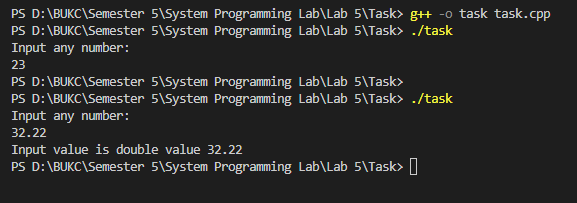 PS D:\BUKC\Semester 5\System Programming Lab\Lab 5\Task> g++ -o task task.cpp
PS D:\BUKC\Semester 5\System Programming Lab\Lab 5\Task> ./task
Input any number:
23
PS D:\BUKC\Semester 5\System Programming Lab\Lab 5\Task>
PS D:\BUKC\Semester 5\System Programming Lab\Lab 5\Task> ./task
Input any number:
32.22
Input value is double value 32.22
PS D:\BUKC\Semester 5\System Programming Lab\Lab 5\Task>